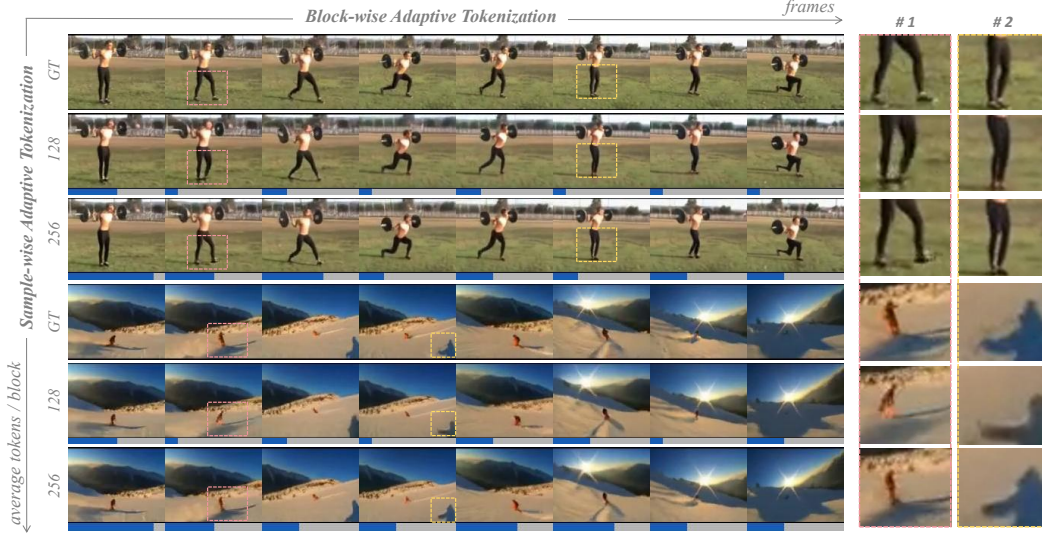 Block-wise Adaptive Tokenization
frames
# 1
# 2
Sample-wise Adaptive Tokenization
average tokens / block
GT
128
256
GT
128
256